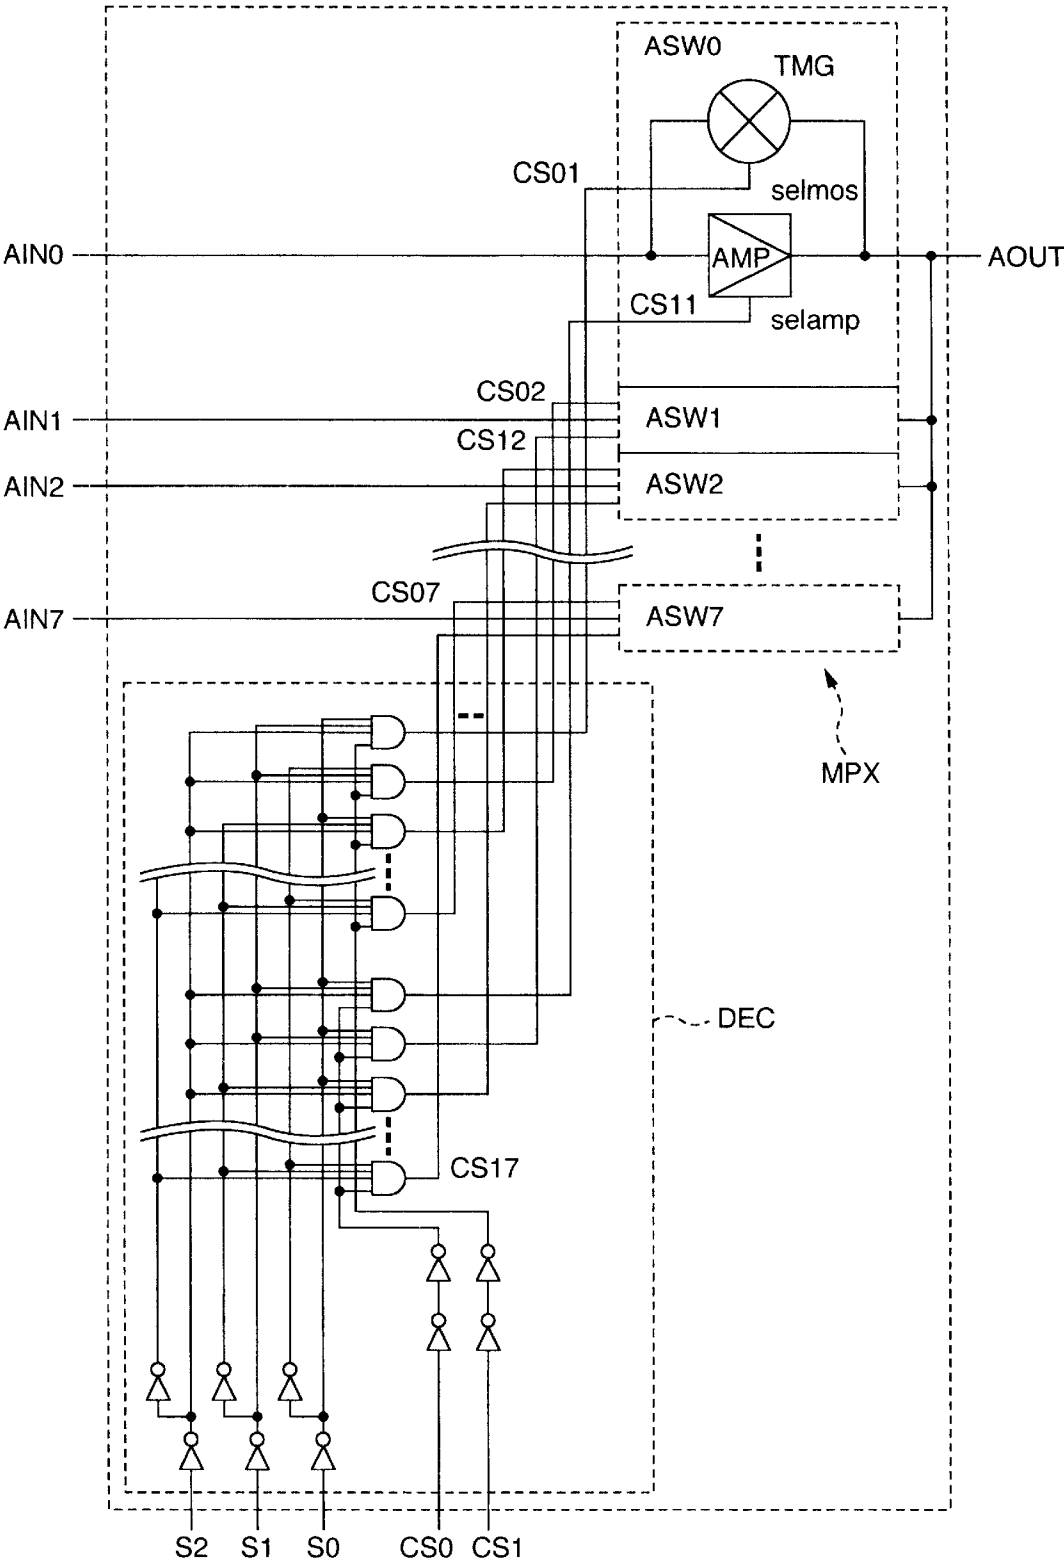 ASW0
TMG
CS01
selmos
AIN0
AMP
AOUT
CS11
selamp
CS02
AIN1
ASW1
CS12
AIN2
ASW2
CS07
AIN7
ASW7
MPX
DEC
CS17
S2 S1 S0 CS0 CS1